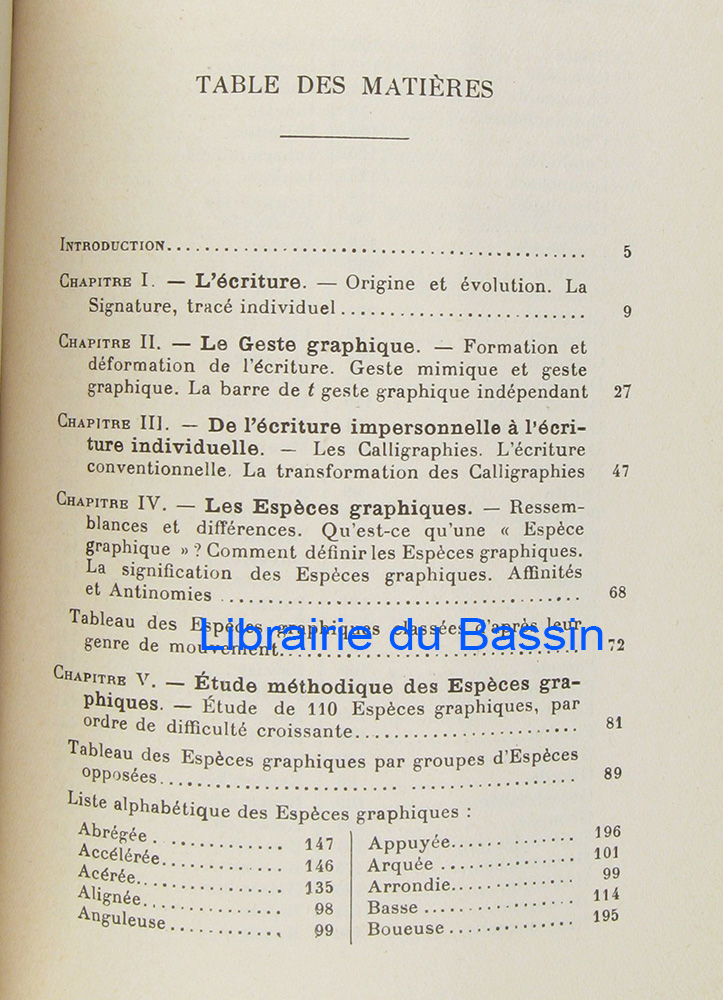 TABLE DES MATIÈRES
INTRODUCTION............................................ 5
CHAPITRE I. — L'écriture. — Origine et évolution. La
Signature, tracé individuel.......................... 9
CHAPITRE II. — Le Geste graphique. — Formation et
déformation de l'écriture. Geste mimique et geste
graphique. La barre de t geste graphique indépendant 27
CHAPITRE III. — De l'écriture impersonnelle à l'écri-
ture individuelle. — Les Calligraphies. L'écriture
conventionnelle. La transformation des Calligraphies 47
CHAPITRE IV. — Les Espèces graphiques. — Ressem-
blances et différences. Qu'est-ce qu'une « Espèce
graphique » ? Comment définir les Espèces graphiques.
La signification des Espèces graphiques. Affinités
et Antinomies .................................. 68
Tableau des Espèces graphiques classées d'après leur
genre de mouvement.............................. 72
Librairie du Bassin
CHAPITRE V. — Étude méthodique des Espèces gra-
phiques. — Étude de 110 Espèces graphiques, par
ordre de difficulté croissante........................ 81
Tableau des Espèces graphiques par groupes d'Espèces
opposées........................................ 89
Liste alphabétique des Espèces graphiques :
Abrégée . ............ 147
Accélérée............. 146
Acérée............... 135
Alignée............... 98
Anguleuse............ 99
Appuyée...... ....... 196
Arquée ............. 101
Arrondie............. 99
Basse ............... 114
Boueuse............. 195